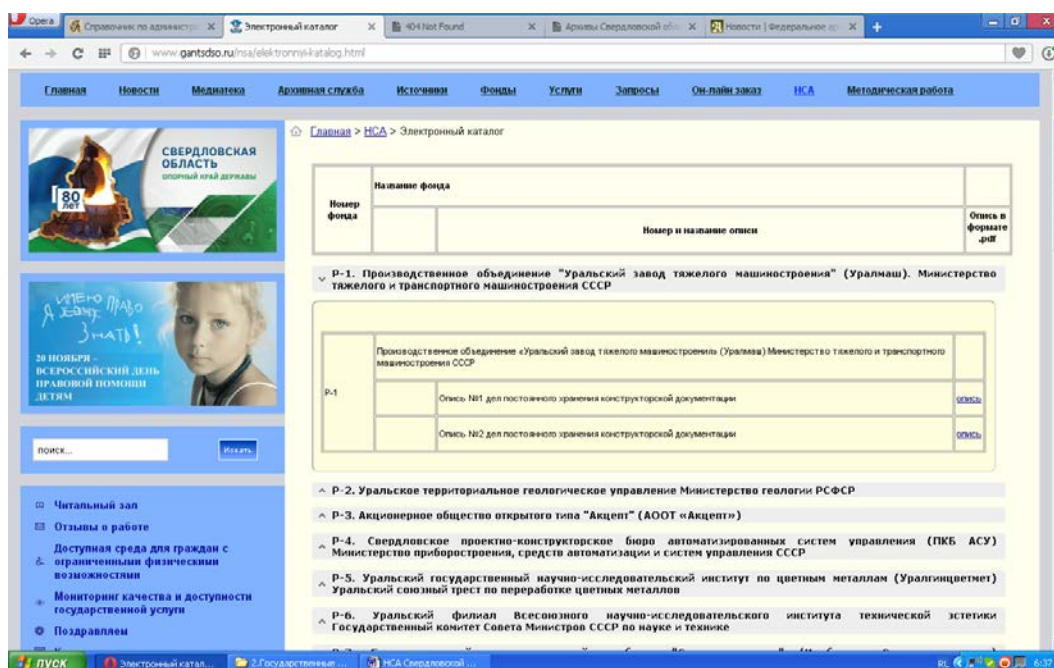 Opera
Справочник по админист
Электронный каталог
404 Not Found
Архивы Свердловской обл
Новости | Федеральное ар
www.gantsdso.ru/nsa/elektronnyi-katalog.html
Главная Новости Медиатека Архивная служба Источники Фонды Услуги Запросы Он-лайн заказ НСА Методическая работа
80 лет
СВЕРДЛОВСКАЯ
ОБЛАСТЬ
ОПОРНЫЙ КРАЙ ДЕРЖАВЫ
Главная > НСА > Электронный каталог
Номер фонда
Название фонда
Номер и название описи
Опись в формате .pdf
Р-1. Производственное объединение "Уральский завод тяжелого машиностроения" (Уралмаш). Министерство
тяжелого и транспортного машиностроения СССР
ИМЕЮ ПРАВО
ЗНАТЬ!
20 НОЯБРЯ –
ВСЕРОССИЙСКИЙ ДЕНЬ
ПРАВОВОЙ ПОМОЩИ
ДЕТЯМ
Р-1
Производственное объединение «Уральский завод тяжелого машиностроения» (Уралмаш) Министерство тяжелого и транспортного
машиностроения СССР
Опись №1 дел постоянного хранения конструкторской документации опись
Опись №2 дел постоянного хранения конструкторской документации опись
поиск... Искать
Р-2. Уральское территориальное геологическое управление Министерство геологии РСФСР
Р-3. Акционерное общество открытого типа "Акцепт" (АООТ «Акцепт»)
Р-4. Свердловское проектно-конструкторское бюро автоматизированных систем управления (ПКБ АСУ)
Министерство приборостроения, средств автоматизации и систем управления СССР
Р-5. Уральский государственный научно-исследовательский институт по цветным металлам (Уралгинцветмет)
Уральский союзный трест по переработке цветных металлов
Р-6. Уральский филиал Всесоюзного научно-исследовательского института технической эстетики
Государственный комитет Совета Министров СССР по науке и технике
Читальный зал
Отзывы о работе
Доступная среда для граждан с
ограниченными физическими
возможностями
Мониторинг качества и доступности
государственной услуги
Поздравляем
пуск
Электронный катал...
2.Государственные ...
НСА Свердловской ...
RL
6:37